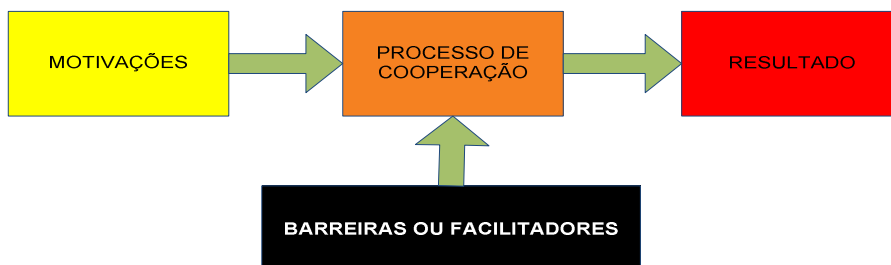 MOTIVAÇÕES
PROCESSO DE
COOPERAÇÃO
RESULTADO
BARREIRAS OU FACILITADORES